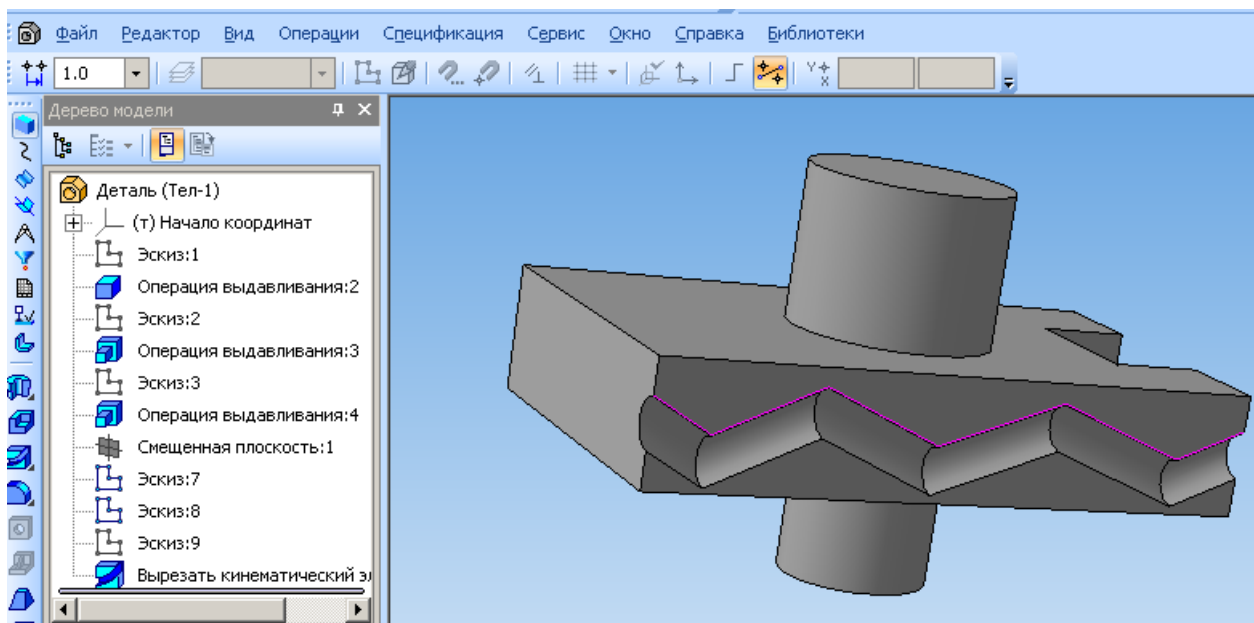 Файл Редактор Вид Операции Спецификация Сервис Окно Справка Библиотеки
1.0
Дерево модели
Деталь (Тел-1)
(т) Начало координат
Эскиз:1
Операция выдавливания:2
Эскиз:2
Операция выдавливания:3
Эскиз:3
Операция выдавливания:4
Смещенная плоскость:1
Эскиз:7
Эскиз:8
Эскиз:9
Вырезать кинематический эл